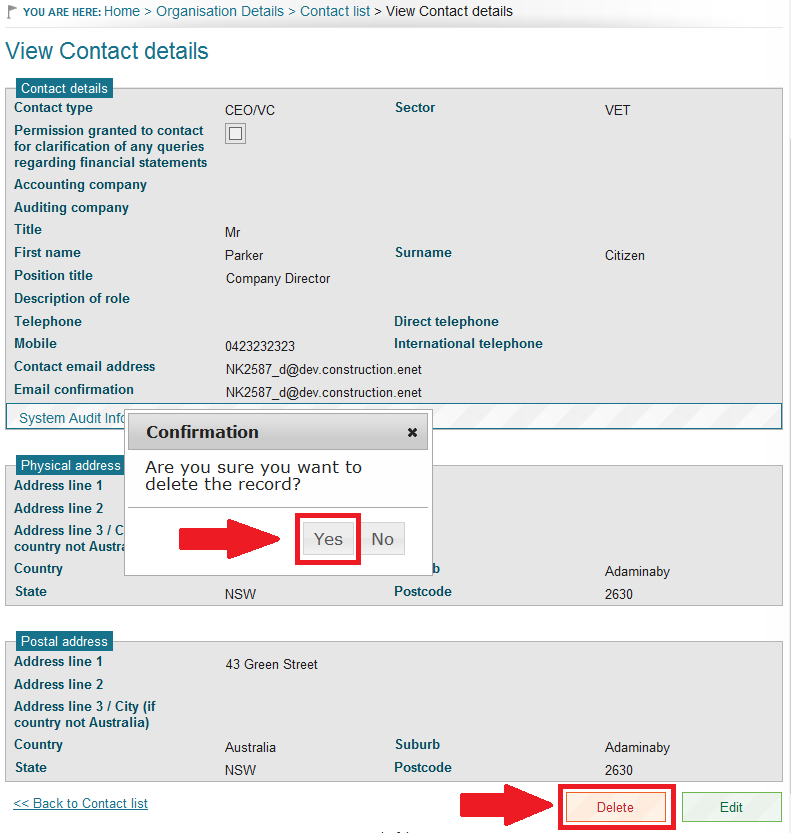 YOU ARE HERE: Home > Organisation Details > Contact list > View Contact details
View Contact details
Contact details
Contact type CEO/VC Sector VET
Permission granted to contact
for clarification of any queries
regarding financial statements
Accounting company
Auditing company
Title Mr
First name Parker Surname Citizen
Position title Company Director
Description of role
Telephone Direct telephone
Mobile 0423232323 International telephone
Contact email address NK2587_d@dev.construction.enet
Email confirmation NK2587_d@dev.construction.enet
System Audit Info
Confirmation ×
Are you sure you want to
delete the record?
Yes No
Physical address
Address line 1
Address line 2
Address line 3 / C
country not Austra
Country b Adaminaby
State NSW Postcode 2630
Postal address
Address line 1 43 Green Street
Address line 2
Address line 3 / City (if
country not Australia)
Country Australia Suburb Adaminaby
State NSW Postcode 2630
<< Back to Contact list Delete Edit